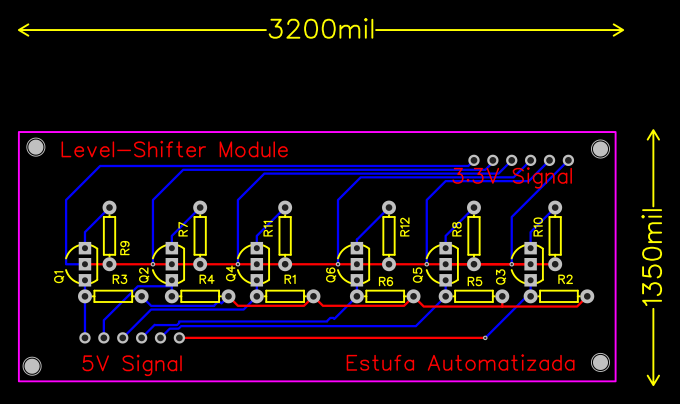 3200mil
Level-Shifter Module
3.3V Signal
1350mil
R9
R7
R11
R12
R8
R10
Q1
Q2
Q4
Q6
Q5
Q3
R3
R4
R1
R6
R5
R2
5V Signal
Estufa Automatizada